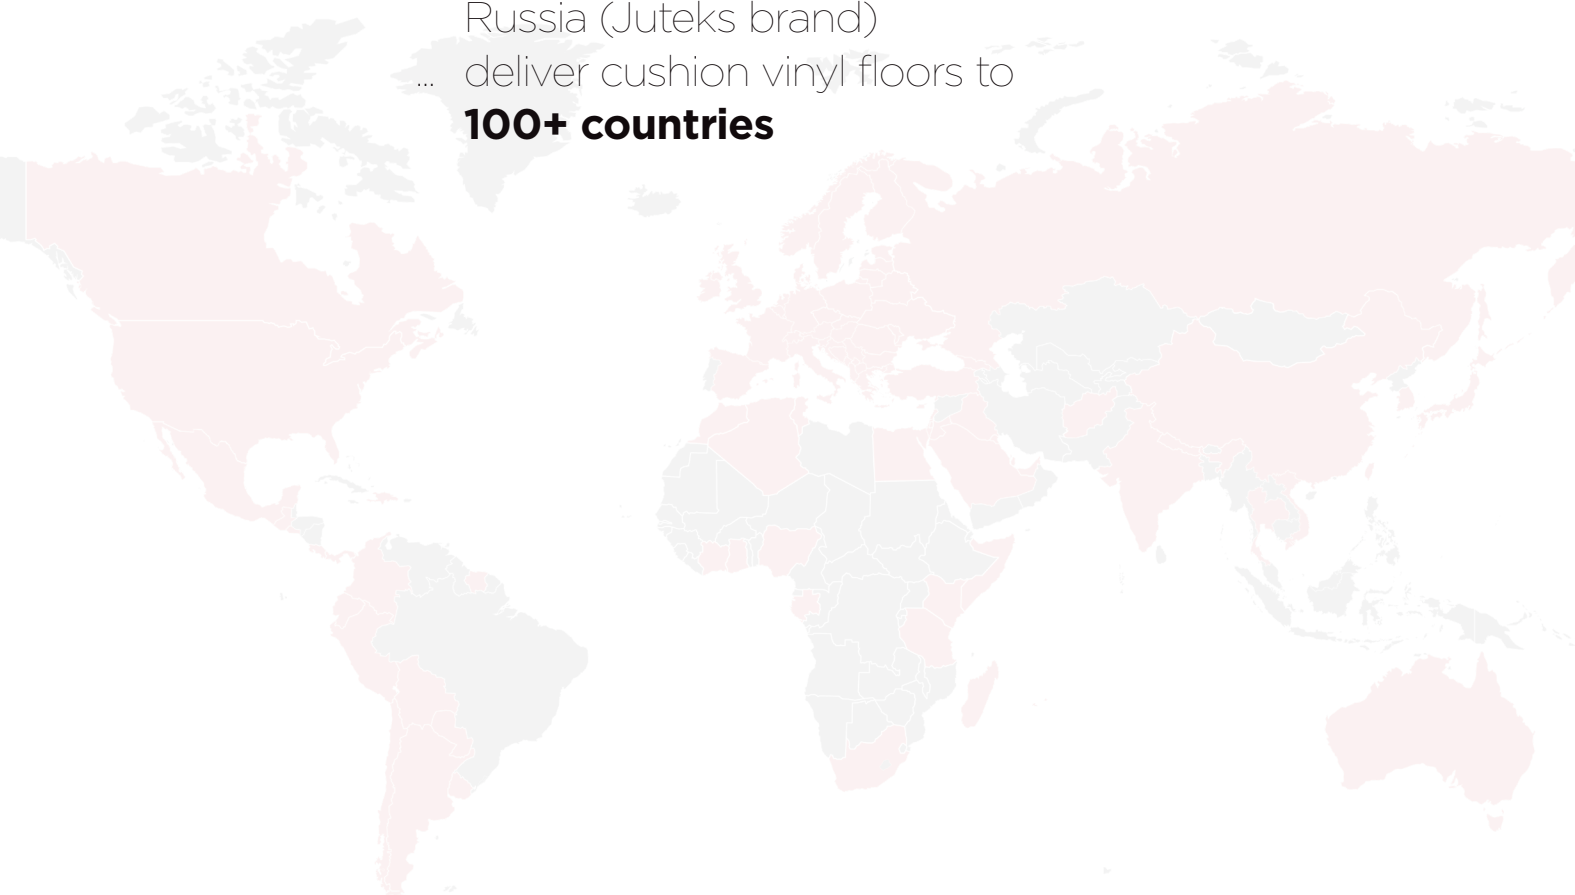 Russia (Juteks brand)
... deliver cushion vinyl floors to
100+ countries